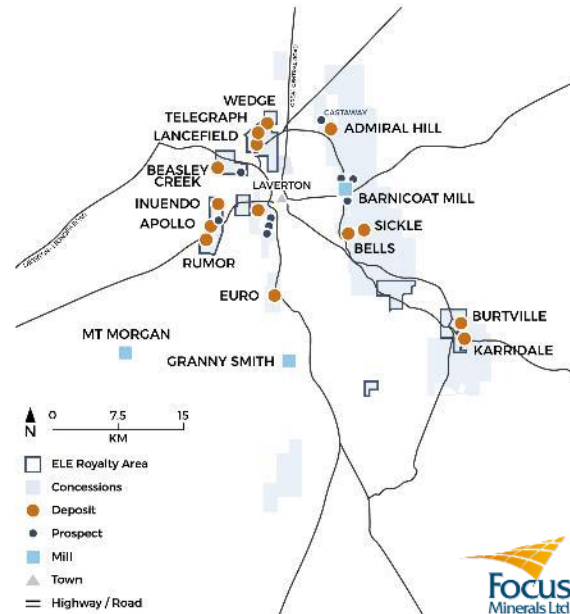 WEDGE
TELEGRAPH
LANCEFIELD
CASTAWAY
ADMIRAL HILL
BEASLEY
CREEK
LAVERTON
BARNICOAT MILL
INUENDO
APOLLO
SICKLE
BELLS
RUMOR
EURO
BURTVILLE
KARRIDALE
MT MORGAN
GRANNY SMITH
N
0 7.5 15
KM
ELE Royalty Area
Concessions
Deposit
Prospect
Mill
Town
Highway / Road
Focus
Minerals Ltd